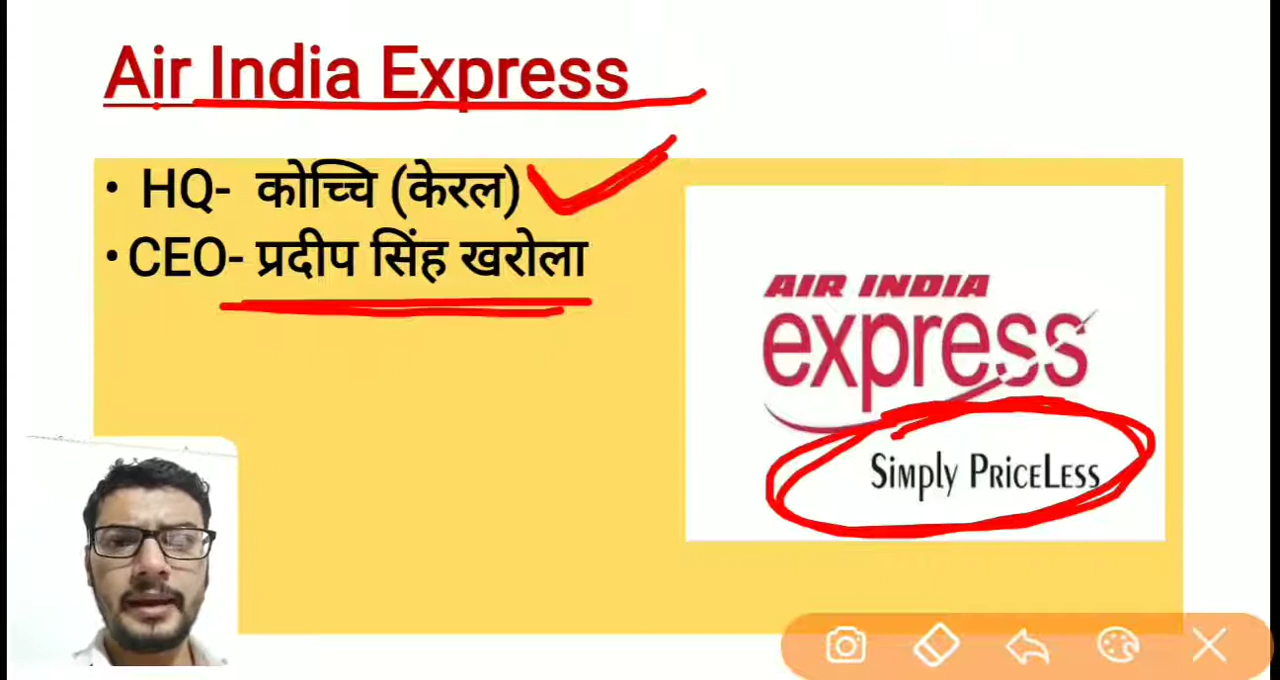 Air India Express
• HQ- कोच्चि (केरल)
• CEO- प्रदीप सिंह खरोला
AIR INDIA
express
SIMPLY PRICELESS